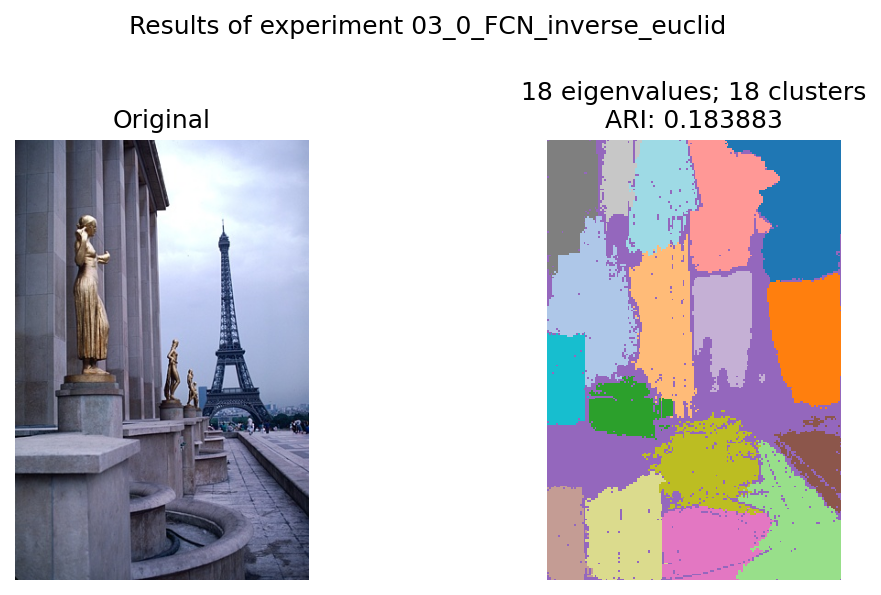 Results of experiment 03_0_FCN_inverse_euclid
Original
18 eigenvalues; 18 clusters
ARI: 0.183883